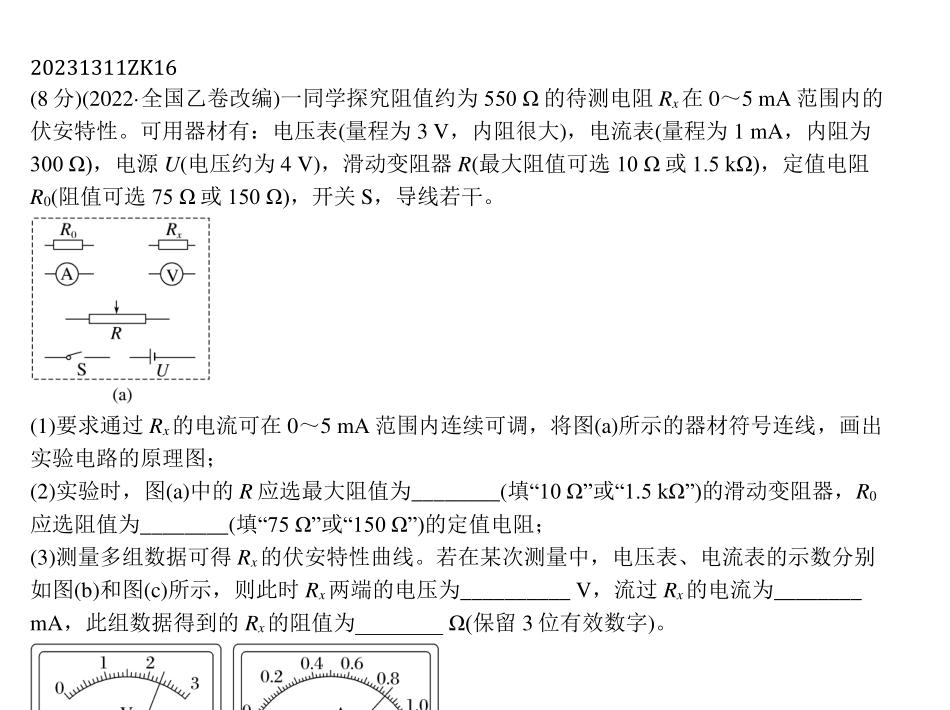 20231311ZK16
(8 分)(2022·全国乙卷改编)一同学探究阻值约为 550 Ω 的待测电阻 Rx 在 0～5 mA 范围内的
伏安特性。可用器材有：电压表(量程为 3 V，内阻很大)，电流表(量程为 1 mA，内阻为
300 Ω)，电源 U(电压约为 4 V)，滑动变阻器 R(最大阻值可选 10 Ω 或 1.5 kΩ)，定值电阻
R0(阻值可选 75 Ω 或 150 Ω)，开关 S，导线若干。
R0 Rx
A V
R
S U
(a)
(1)要求通过 Rx 的电流可在 0～5 mA 范围内连续可调，将图(a)所示的器材符号连线，画出
实验电路的原理图；
(2)实验时，图(a)中的 R 应选最大阻值为________(填“10 Ω”或“1.5 kΩ”)的滑动变阻器，R0
应选阻值为________(填“75 Ω”或“150 Ω”)的定值电阻；
(3)测量多组数据可得 Rx 的伏安特性曲线。若在某次测量中，电压表、电流表的示数分别
如图(b)和图(c)所示，则此时 Rx 两端的电压为__________ V，流过 Rx 的电流为________
mA，此组数据得到的 Rx 的阻值为________ Ω(保留 3 位有效数字)。
0 1 2 3
0 0.2 0.4 0.6 0.8 1.0